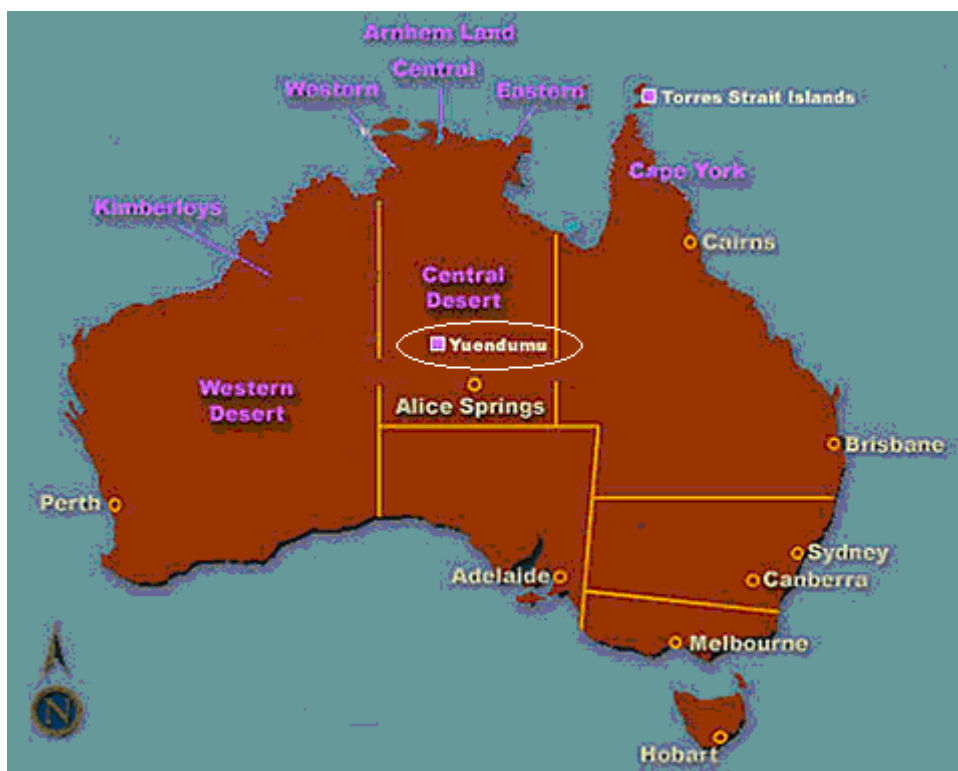 Arnhem Land
Central
Western
Eastern
Torres Strait Islands
Cape York
Kimberloys
Cairns
Central
Desert
Yuendumu
Western
Desert
Alice Springs
Brisbane
Perth
Sydney
Adelaide
Canberra
Melbourne
N
Hobart